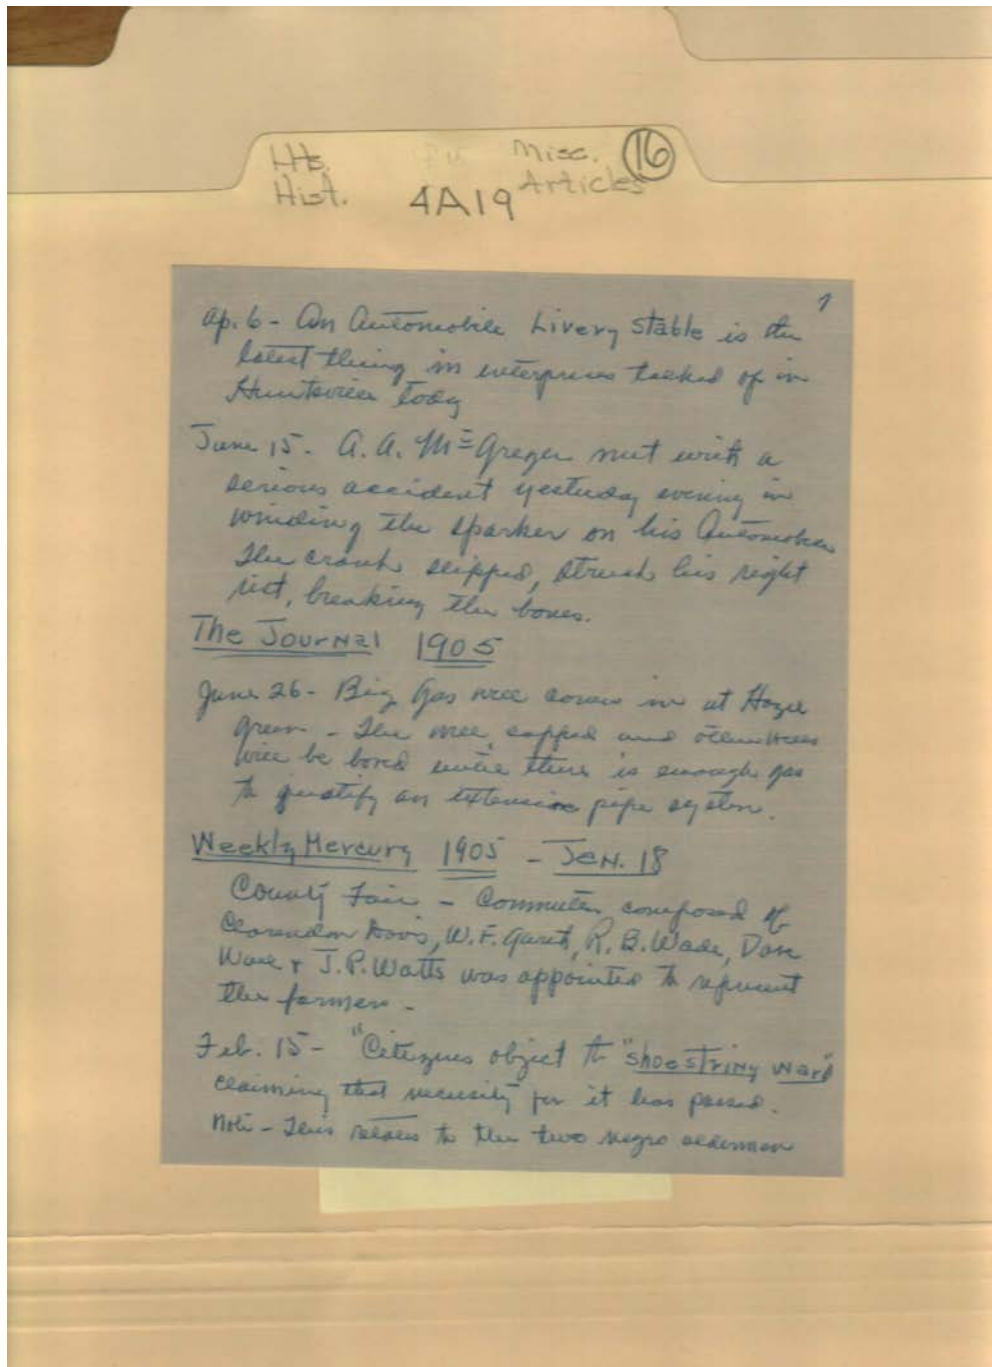 Hts. Misc. 16
Hist. 4A19 Articles
1
Ap. 6 - An Automobile Livery Stable is the
latest thing in enterprises talked of in
Huntsville today
June 15 - A. A. McGregor met with a
serious accident yesterday evening in
winding the sparker on his Automobile
The crank slipped, struck his right
rist, breaking the bones.
The Journal 1905
June 26 - Big Gas well comes in at Hazel
Green - The well capped and other wells
will be bored until there is enough gas
to justify an extensive pipe system.
Weekly Mercury 1905 - Jan. 18
County Fair - Committee composed of
Clarendon Davis, W. F. Garth, R. B. Wade, Dave
Wall & J. P. Watts was appointed to represent
the farmers -
Feb. 15 - "Citizens object to "shoestring ward"
claiming that necessity for it has passed.
Note - This relates to the two negro aldermen